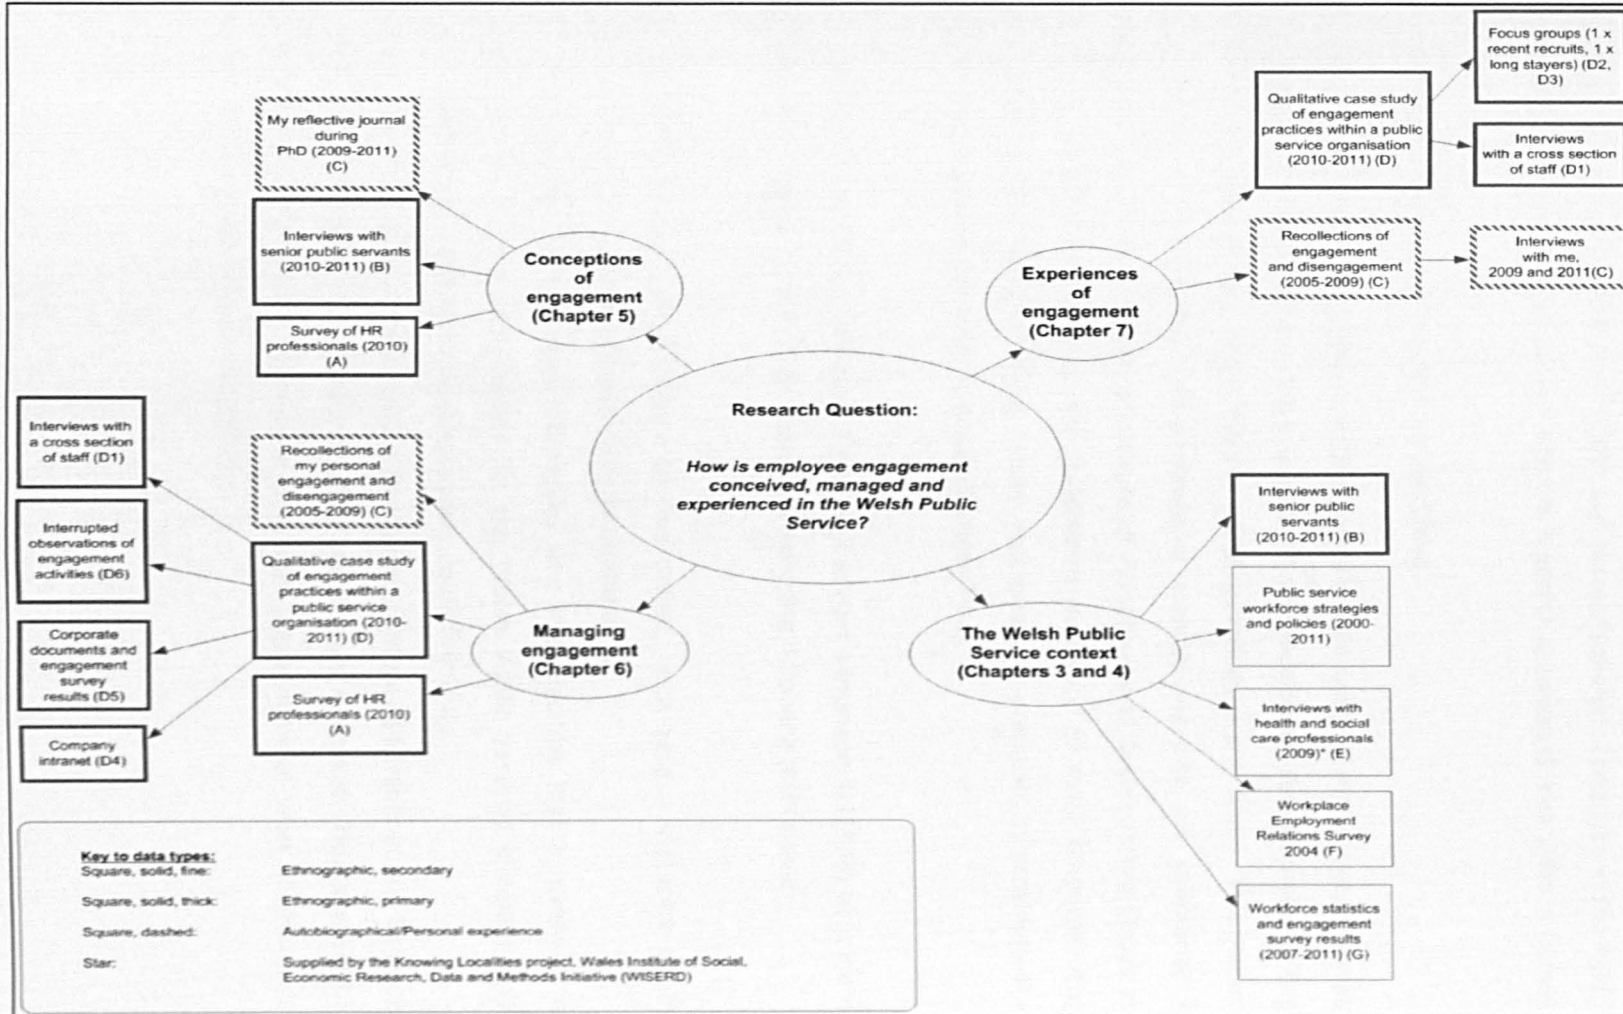 My reflective journal
during
PhD (2009-2011)
(C)
Interviews with
senior public servants
(2010-2011) (B)
Survey of HR
professionals (2010)
(A)
Conceptions
of
engagement
(Chapter 5)
Focus groups (1 x
recent recruits, 1 x
long stayers) (D2,
D3)
Qualitative case study
of engagement
practices within a public
service organisation
(2010-2011) (D)
Interviews
with a cross section
of staff (D1)
Experiences
of
engagement
(Chapter 7)
Recollections of
engagement
and disengagement
(2005-2009) (C)
Interviews
with me,
2009 and 2011(C)
Research Question:
How is employee engagement
conceived, managed and
experienced in the Welsh Public
Service?
Interviews with
a cross section
of staff (D1)
Interrupted
observations of
engagement
activities (D6)
Corporate
documents and
engagement
survey
results (D5)
Company
intranet (D4)
Recollections of
my personal
engagement and
disengagement
(2005-2009) (C)
Qualitative case study
of engagement
practices within a
public service
organisation (2010-
2011) (D)
Survey of HR
professionals (2010)
(A)
Managing
engagement
(Chapter 6)
The Welsh Public
Service context
(Chapters 3 and 4)
Interviews with
senior public
servants
(2010-2011) (B)
Public service
workforce strategies
and policies (2000-
2011)
Interviews with
health and social
care professionals
(2009)* (E)
Workplace
Employment
Relations Survey
2004 (F)
Workforce statistics
and engagement
survey results
(2007-2011) (G)
Key to data types:
Square, solid, fine: Ethnographic, secondary
Square, solid, thick: Ethnographic, primary
Square, dashed: Autobiographical/Personal experience
Star: Supplied by the Knowing Localities project, Wales Institute of Social,
Economic Research, Data and Methods Initiative (WISERD)